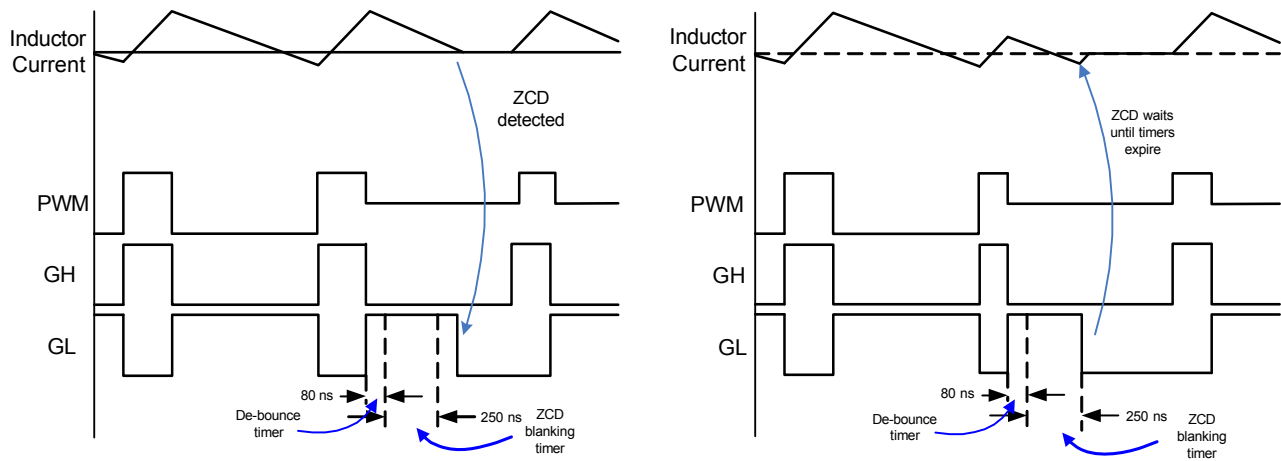 Inductor
Current
ZCD
detected
PWM
GH
GL
80 ns
250 ns
De-bounce
timer
ZCD
blanking
timer
Inductor
Current
ZCD waits
until timers
expire
PWM
GH
GL
80 ns
250 ns
De-bounce
timer
ZCD
blanking
timer